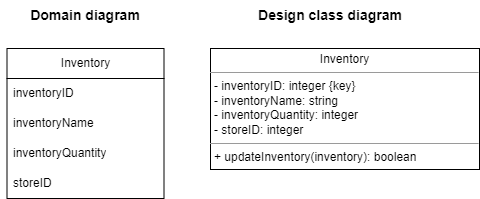 Domain diagram
Inventory
inventoryID
inventoryName
inventoryQuantity
storeID
Design class diagram
Inventory
- inventoryID: integer {key}
- inventoryName: string
- inventoryQuantity: integer
- storeID: integer
+ updateInventory(inventory): boolean